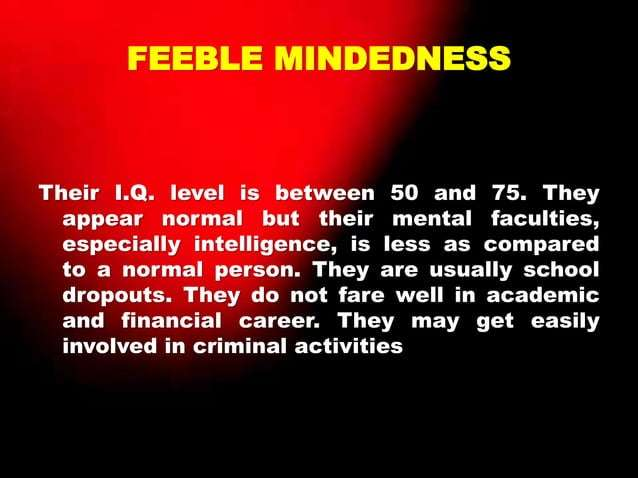 FEEBLE MINDEDNESS
Their I.Q. level is between 50 and 75. They
appear normal but their mental faculties,
especially intelligence, is less as compared
to a normal person. They are usually school
dropouts. They do not fare well in academic
and financial career. They may get easily
involved in criminal activities